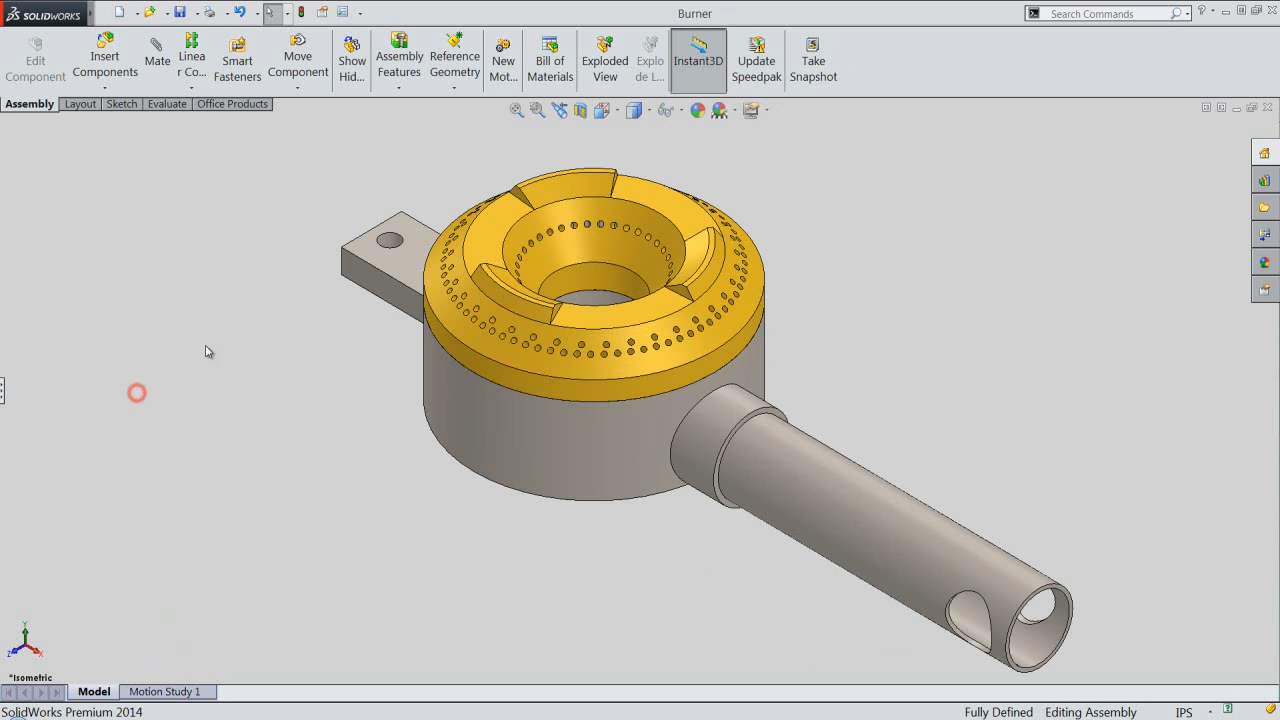 SOLIDWORKS
Burner
Search Commands
Edit
Component
Insert
Components
Mate
Linea
r Co...
Smart
Fasteners
Move
Component
Show
Hid...
Assembly
Features
Reference
Geometry
New
Mot...
Bill of
Materials
Exploded
View
Explo
de L...
Instant3D
Update
Speedpak
Take
Snapshot
Assembly
Layout
Sketch
Evaluate
Office Products
Y
Z
X
*Isometric
Model
Motion Study 1
SolidWorks Premium 2014
Fully Defined
Editing Assembly
IPS